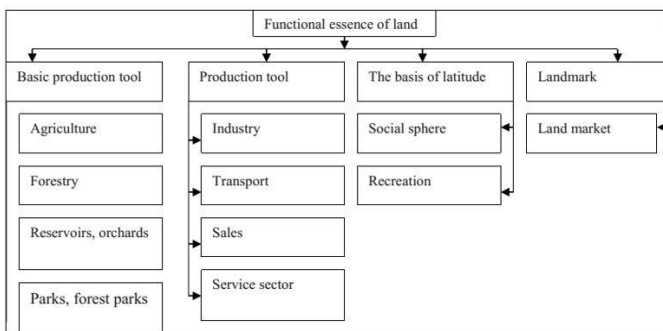 Functional essence of land
Basic production tool
Production tool
The basis of latitude
Landmark
Agriculture
Industry
Social sphere
Land market
Forestry
Transport
Recreation
Reservoirs, orchards
Sales
Parks, forest parks
Service sector